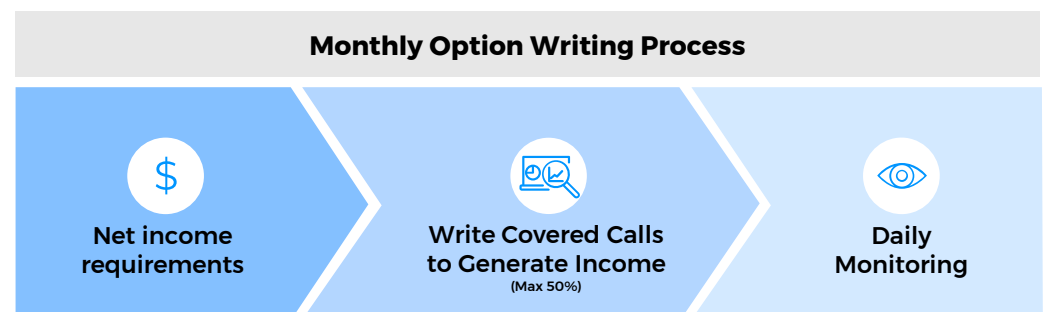 Monthly Option Writing Process
$
Net income
requirements
Write Covered Calls
to Generate Income
(Max 50%)
Daily
Monitoring